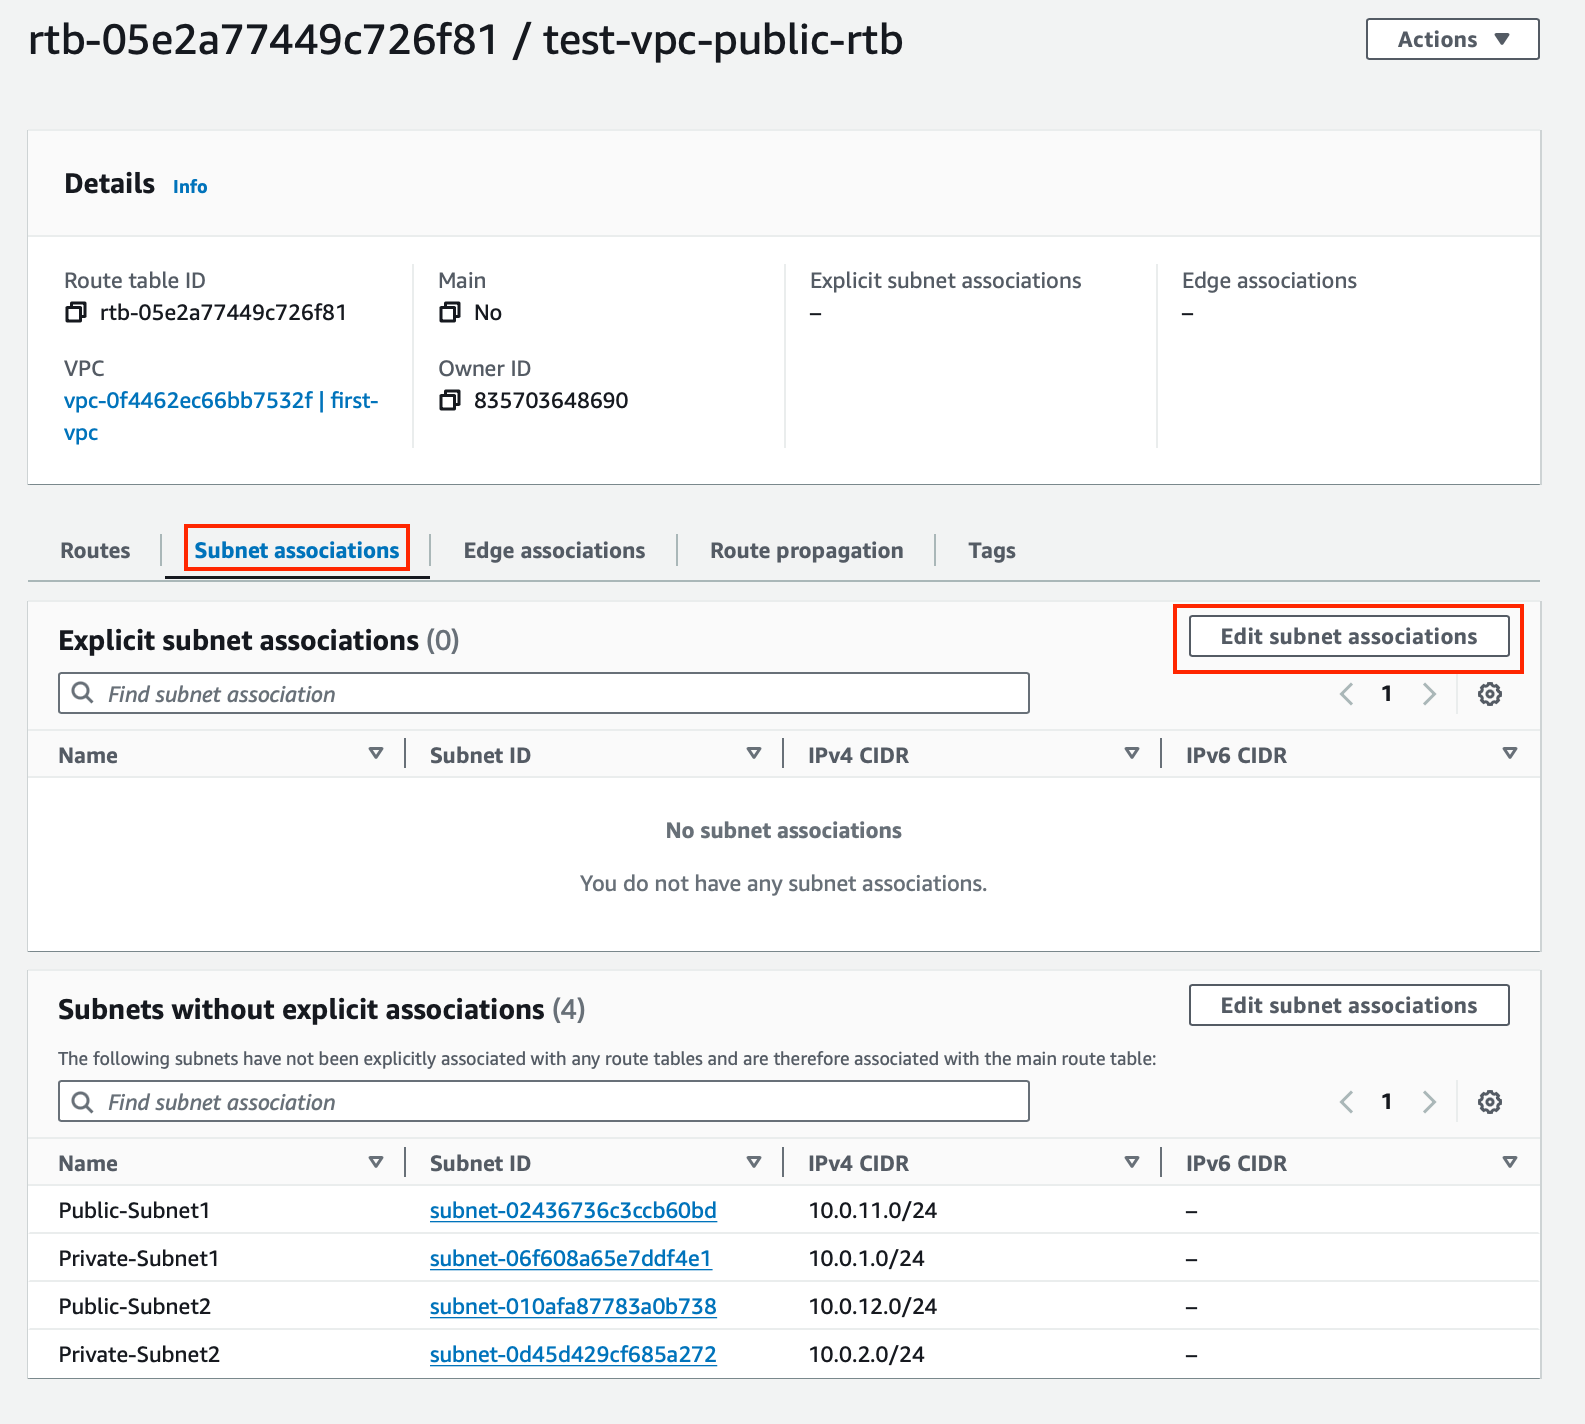 rtb-05e2a77449c726f81 / test-vpc-public-rtb
Actions
Details Info
Route table ID
rtb-05e2a77449c726f81
Main
No
Explicit subnet associations
–
Edge associations
–
VPC
vpc-0f4462ec66bb7532f | first-
vpc
Owner ID
835703648690
Routes Subnet associations Edge associations Route propagation Tags
Explicit subnet associations (0)
Edit subnet associations
Find subnet association
1
Name Subnet ID IPv4 CIDR IPv6 CIDR
No subnet associations
You do not have any subnet associations.
Subnets without explicit associations (4)
Edit subnet associations
The following subnets have not been explicitly associated with any route tables and are therefore associated with the main route table:
Find subnet association
1
Name Subnet ID IPv4 CIDR IPv6 CIDR
Public-Subnet1 subnet-02436736c3ccb60bd 10.0.11.0/24 –
Private-Subnet1 subnet-06f608a65e7ddf4e1 10.0.1.0/24 –
Public-Subnet2 subnet-010afa87783a0b738 10.0.12.0/24 –
Private-Subnet2 subnet-0d45d429cf685a272 10.0.2.0/24 –